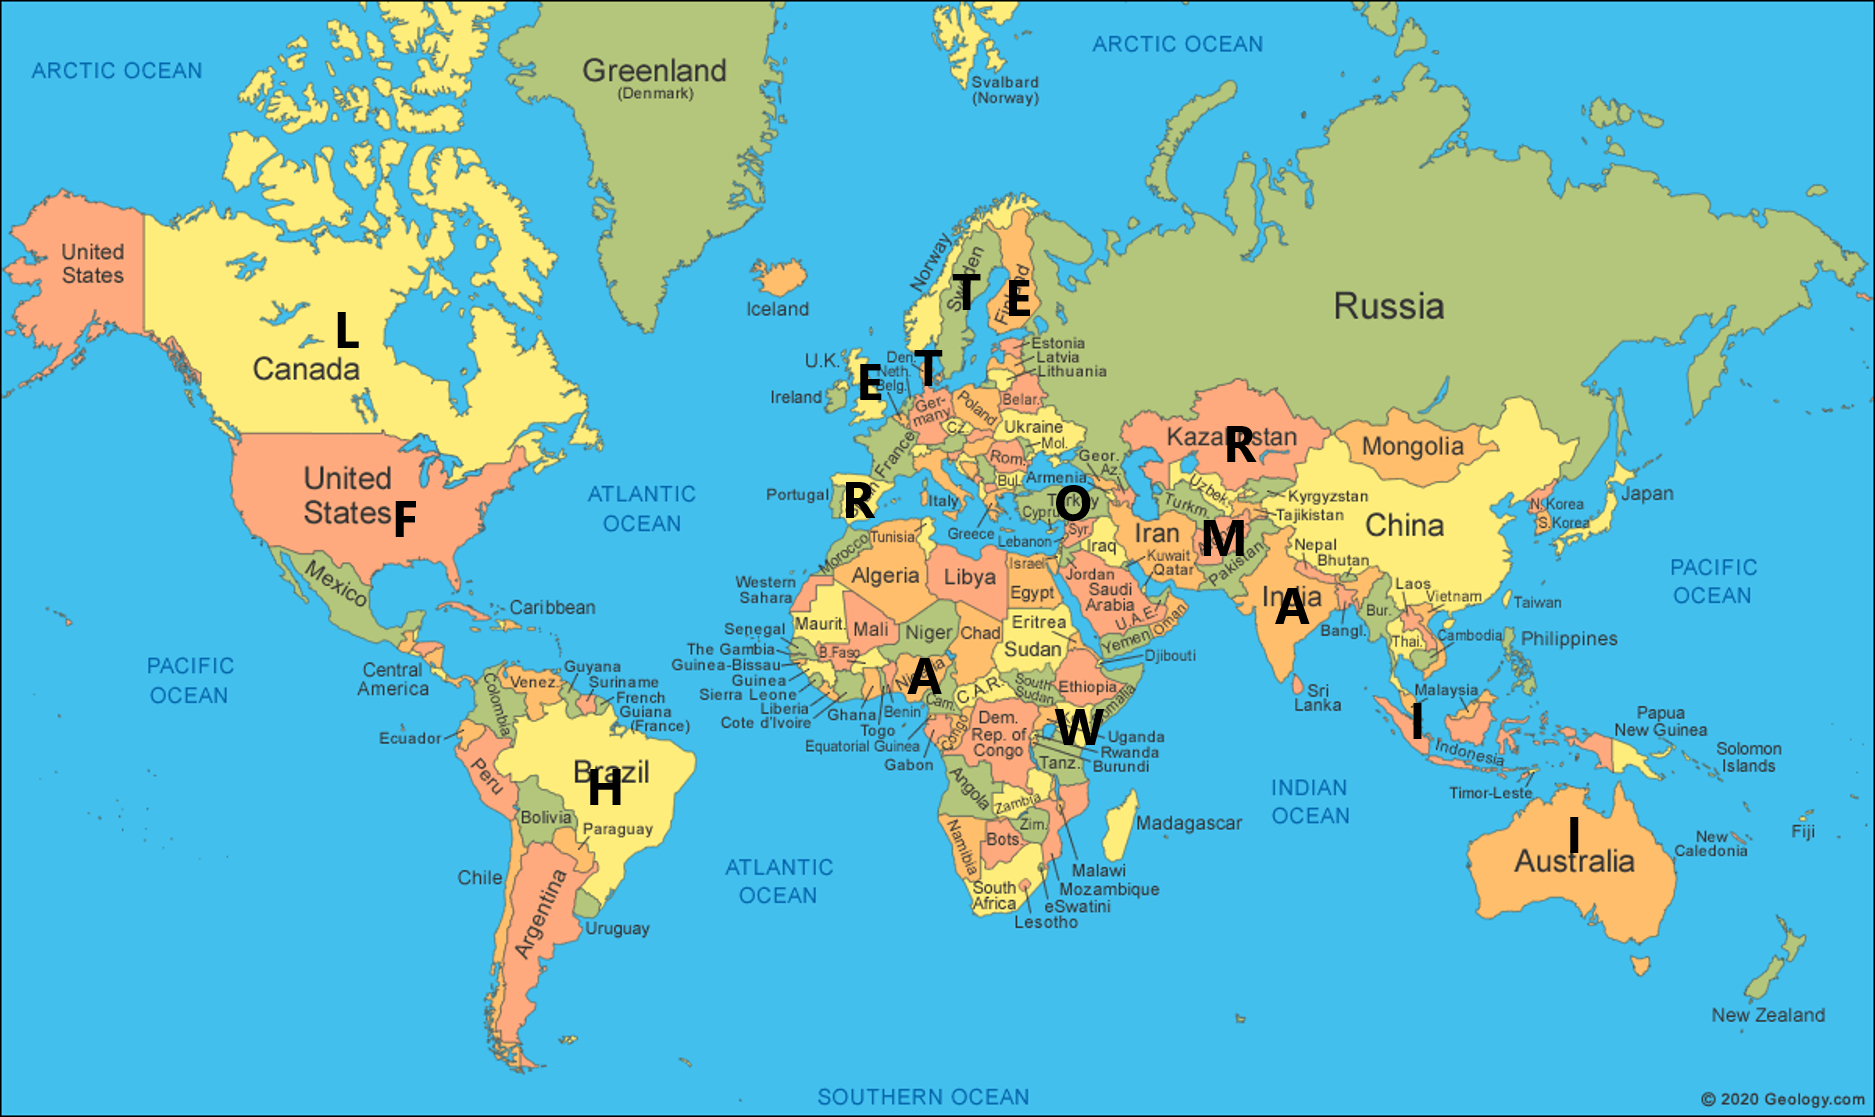 ARCTIC OCEAN
ARCTIC OCEAN
Greenland
(Denmark)
Svalbard
(Norway)
United
States
L
Canada
Iceland
Norway
Sweden
T
Finland
E
Russia
U.K.
Ireland
E
Den.
T
Neth.
Belg.
Estonia
Latvia
Lithuania
Belar.
Ger-
many
Poland
Cz.
Ukraine
Mol.
France
Rom.
Bul.
Italy
Portugal
R
Greece
Geor.
Az.
Armenia
Turkey
O
Cyprus
Syr.
Lebanon
Israel
Iraq
Jordan
Iran
Kuwait
Qatar
Saudi
Arabia
U.A.E.
Oman
Yemen
Kazakhstan
R
Uzbek.
Turkm.
Kyrgyzstan
Tajikistan
M
Pakistan
Mongolia
China
N. Korea
S. Korea
Japan
Nepal
Bhutan
India
A
Bangl.
Bur.
Laos
Vietnam
Thai.
Cambodia
Taiwan
Philippines
Sri
Lanka
Malaysia
I
Indonesia
Timor-Leste
Papua
New Guinea
Solomon
Islands
PACIFIC
OCEAN
United
States
F
ATLANTIC
OCEAN
Mexico
Caribbean
PACIFIC
OCEAN
Central
America
Guyana
Suriname
French
Guiana
(France)
Venez.
Colombia
Ecuador
Peru
Brazil
H
Bolivia
Paraguay
Chile
Argentina
Uruguay
Morocco
Tunisia
Algeria
Libya
Egypt
Western
Sahara
Maurit.
Mali
Niger
Chad
Eritrea
Sudan
Senegal
The Gambia
Guinea-Bissau
Guinea
Sierra Leone
Liberia
Cote d'Ivoire
B.Faso
Ghana
Togo
Benin
Nigeria
A
Cam.
C.A.R.
South
Sudan
Ethiopia
Somalia
Djibouti
Equatorial Guinea
Gabon
Congo
Dem.
Rep. of
Congo
W
Uganda
Rwanda
Burundi
Tanz.
Angola
Zambia
Zim.
Namibia
Bots.
South
Africa
Madagascar
Malawi
Mozambique
eSwatini
Lesotho
ATLANTIC
OCEAN
INDIAN
OCEAN
I
Australia
New
Caledonia
Fiji
New Zealand
SOUTHERN OCEAN
© 2020 Geology.com